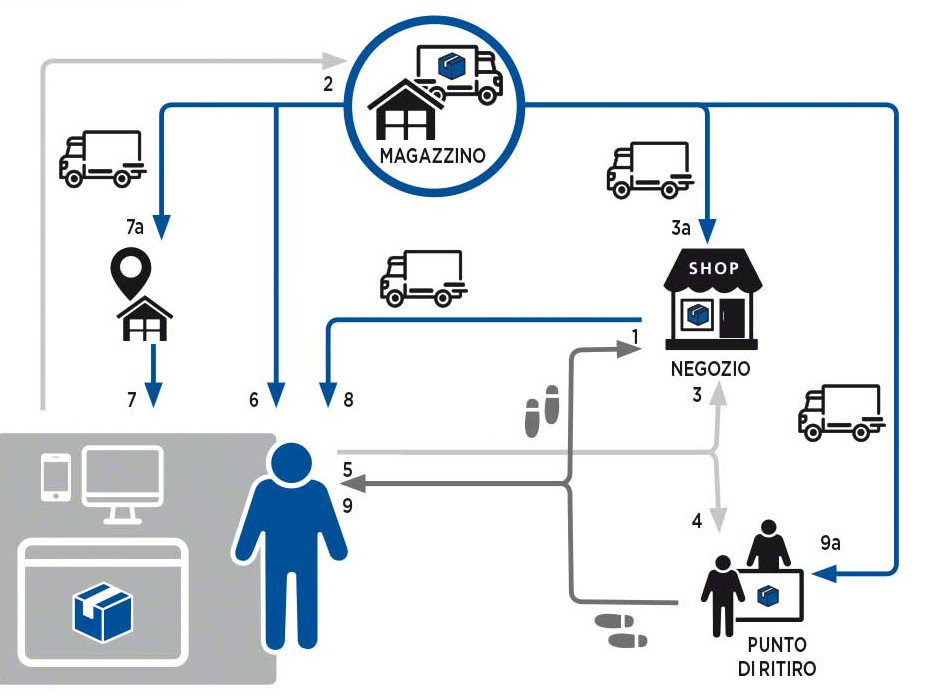 2
MAGAZZINO
7a
3a
SHOP
1
NEGOZIO
7
6
8
3
5
9
4
9a
PUNTO
DI RITIRO